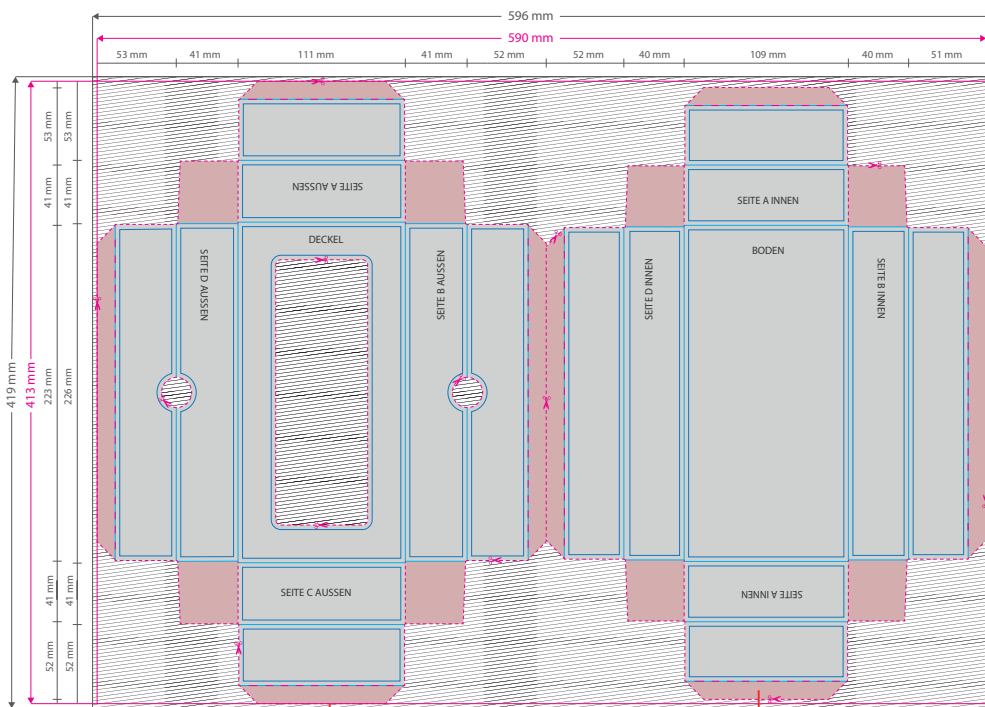 596 mm
590 mm
53 mm
41 mm
111 mm
41 mm
52 mm
52 mm
40 mm
109 mm
40 mm
51 mm
419 mm
413 mm
53 mm
53 mm
41 mm
41 mm
223 mm
226 mm
41 mm
41 mm
52 mm
52 mm
SEITE A AUSSEN
DECKEL
SEITE D AUSSEN
SEITE B AUSSEN
SEITE C AUSSEN
SEITE A INNEN
BODEN
SEITE D INNEN
SEITE B INNEN
SEITE A INNEN